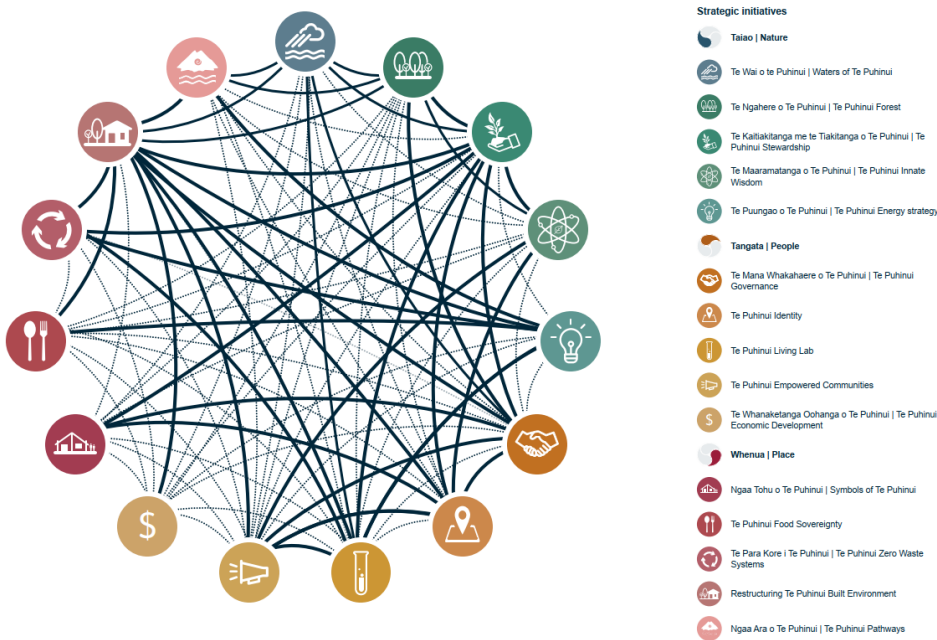 Strategic initiatives
Taiao | Nature
Te Wai o te Puhinui | Waters of Te Puhinui
Te Ngahere o Te Puhinui | Te Puhinui Forest
Te Kaitiakitanga me te Tiakitanga o Te Puhinui | Te
Puhinui Stewardship
Te Maaramatanga o Te Puhinui | Te Puhinui Innate
Wisdom
Te Puungao o Te Puhinui | Te Puhinui Energy strategy
Tangata | People
Te Mana Whakahaere o Te Puhinui | Te Puhinui
Governance
Te Puhinui Identity
Te Puhinui Living Lab
Te Puhinui Empowered Communities
Te Whanaketanga Oohanga o Te Puhinui | Te Puhinui
Economic Development
Whenua | Place
Ngaa Tohu o Te Puhinui | Symbols of Te Puhinui
Te Puhinui Food Sovereignty
Te Para Kore i Te Puhinui | Te Puhinui Zero Waste
Systems
Restructuring Te Puhinui Built Environment
Ngaa Ara o Te Puhinui | Te Puhinui Pathways
$
$